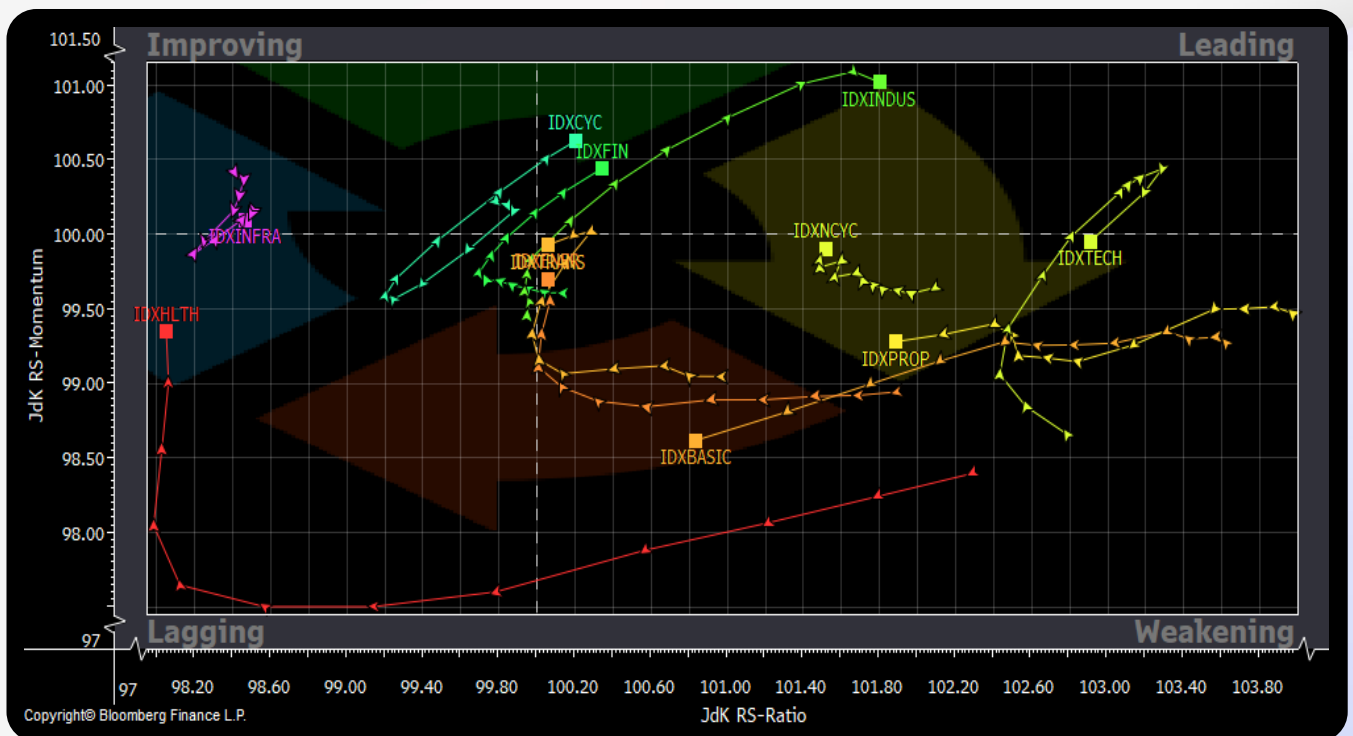 101.50
Improving
Leading
101.00
IDXINDUS
IDXCYC
100.50
IDXFIN
100.00
IDXINFRA
IDXNCYC
IDXTRANS
IDXTECH
JdK RS-Momentum
99.50
IDXHLTH
IDXPROP
99.00
98.50
IDXBASIC
98.00
97
Lagging
Weakening
97
98.20
98.60
99.00
99.40
99.80
100.20
100.60
101.00
101.40
101.80
102.20
102.60
103.00
103.40
103.80
Copyright© Bloomberg Finance L.P.
JdK RS-Ratio